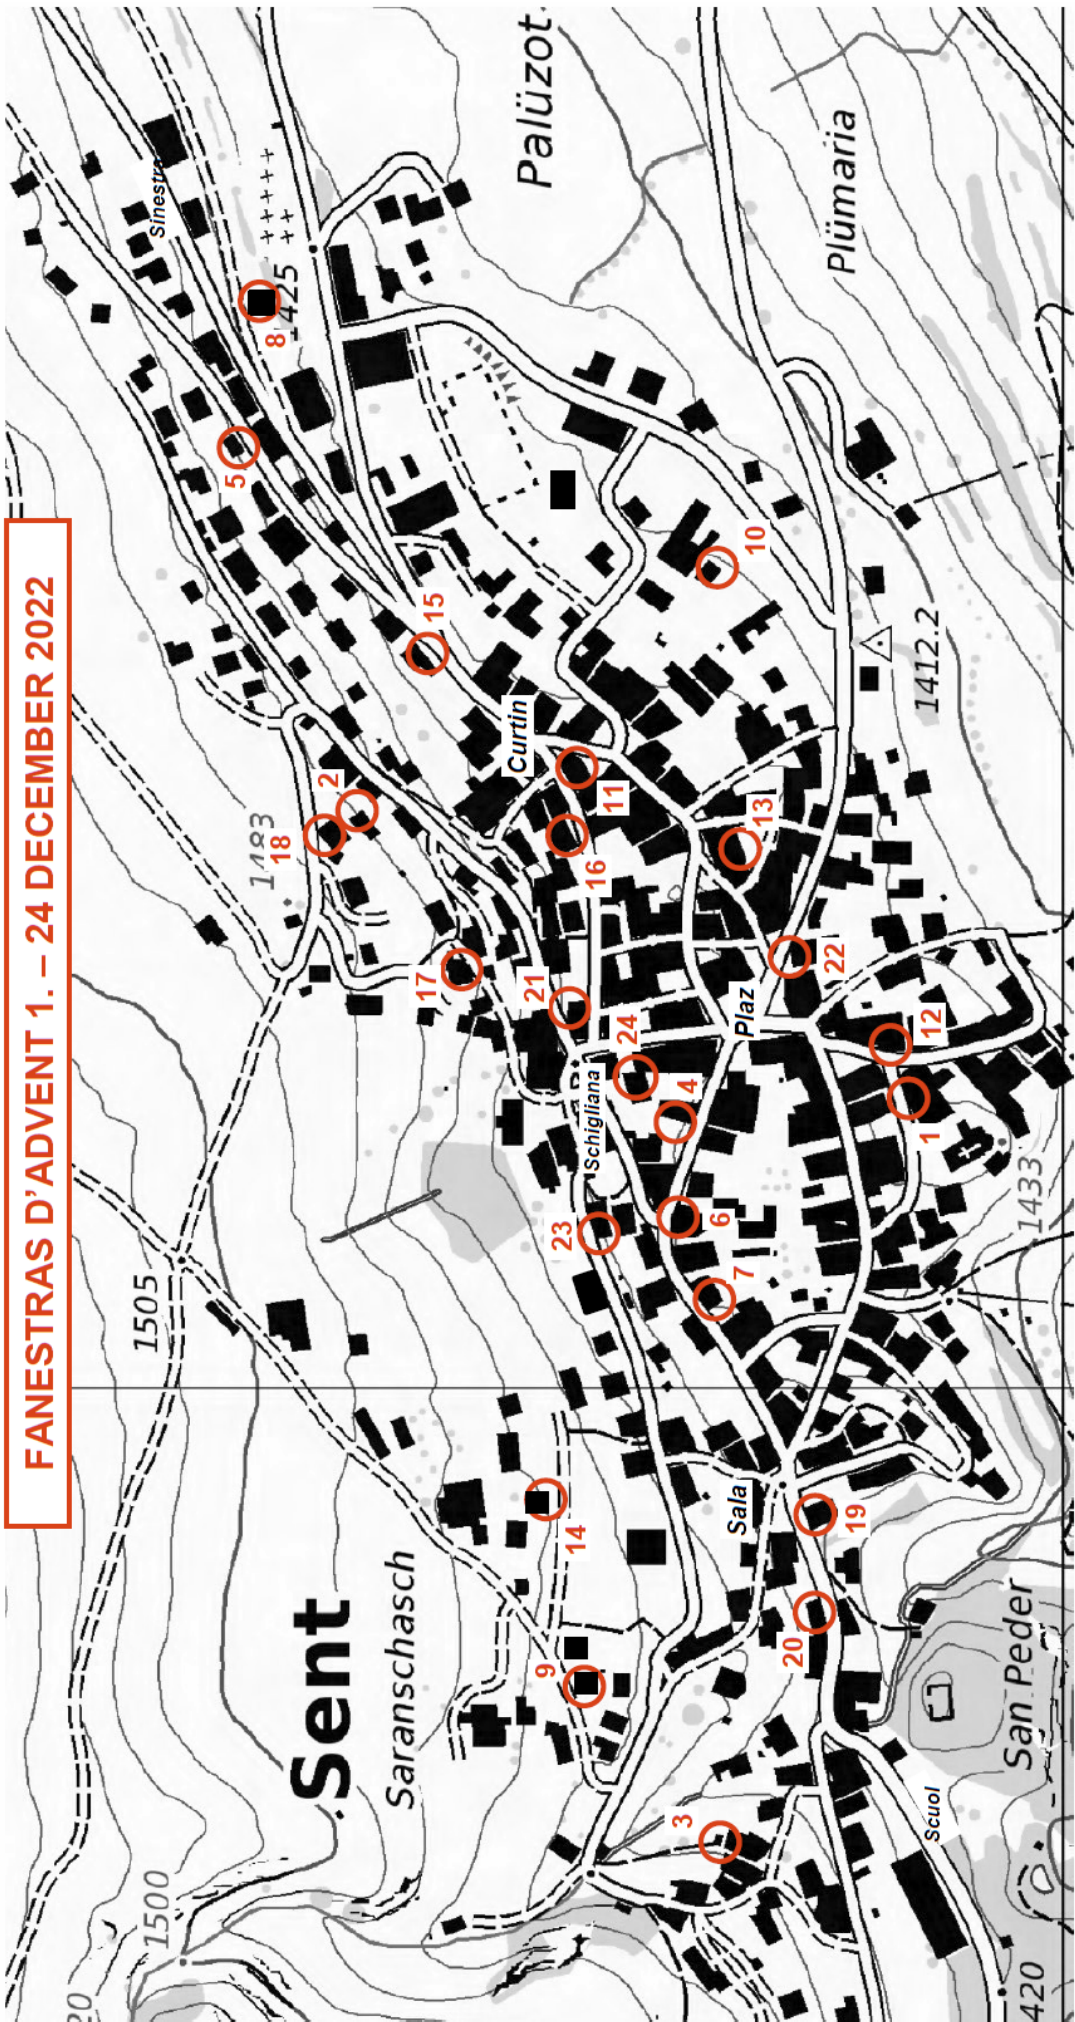 FANESTRAS D'ADVENT 1. – 24 DECEMBER 2022
Sent
Saranschasch
Sala
San Peder
Scuol
Schigliana
Plaz
Curtin
Sinestra
Palüzot
Plümaria
1500
1505
1483
1425
1412.2
1433
420
20
1
2
3
4
5
6
7
8
9
10
11
12
13
14
15
16
17
18
19
20
21
22
23
24